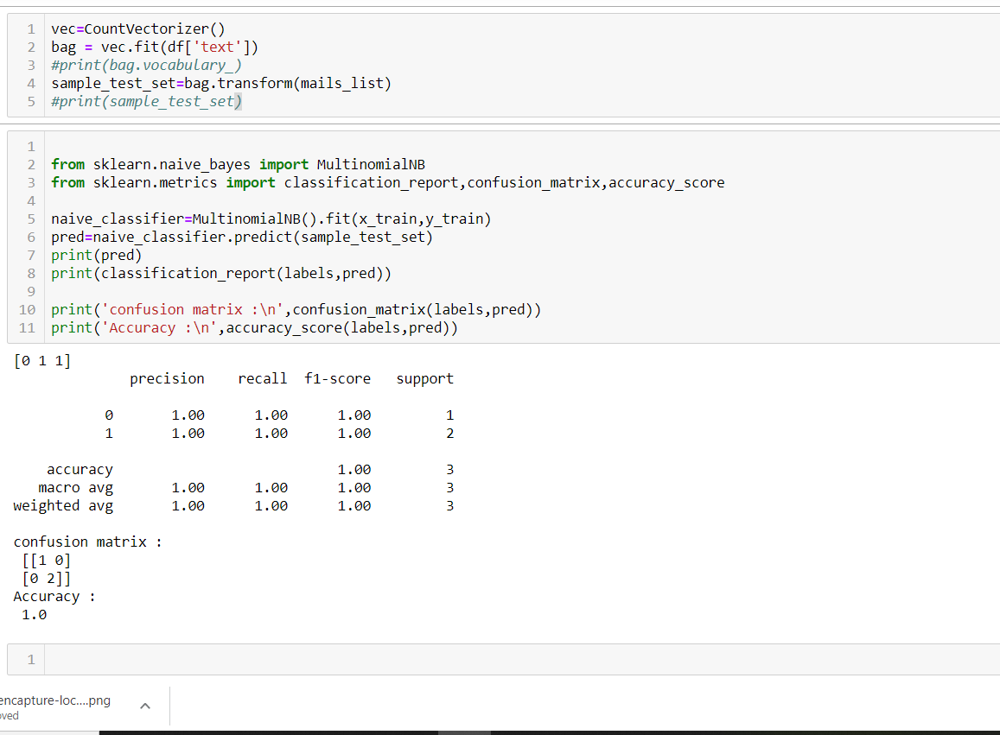 1 vec=CountVectorizer()
2 bag = vec.fit(df['text'])
3 #print(bag.vocabulary_)
4 sample_test_set=bag.transform(mails_list)
5 #print(sample_test_set)
1
2 from sklearn.naive_bayes import MultinomialNB
3 from sklearn.metrics import classification_report,confusion_matrix,accuracy_score
4
5 naive_classifier=MultinomialNB().fit(x_train,y_train)
6 pred=naive_classifier.predict(sample_test_set)
7 print(pred)
8 print(classification_report(labels,pred))
9
10 print('confusion matrix :\n',confusion_matrix(labels,pred))
11 print('Accuracy :\n',accuracy_score(labels,pred))
[0 1 1]
precision recall f1-score support
0 1.00 1.00 1.00 1
1 1.00 1.00 1.00 2
accuracy 1.00 3
macro avg 1.00 1.00 1.00 3
weighted avg 1.00 1.00 1.00 3
confusion matrix :
[[1 0]
[0 2]]
Accuracy :
1.0
1
encapture-loc....png
oved